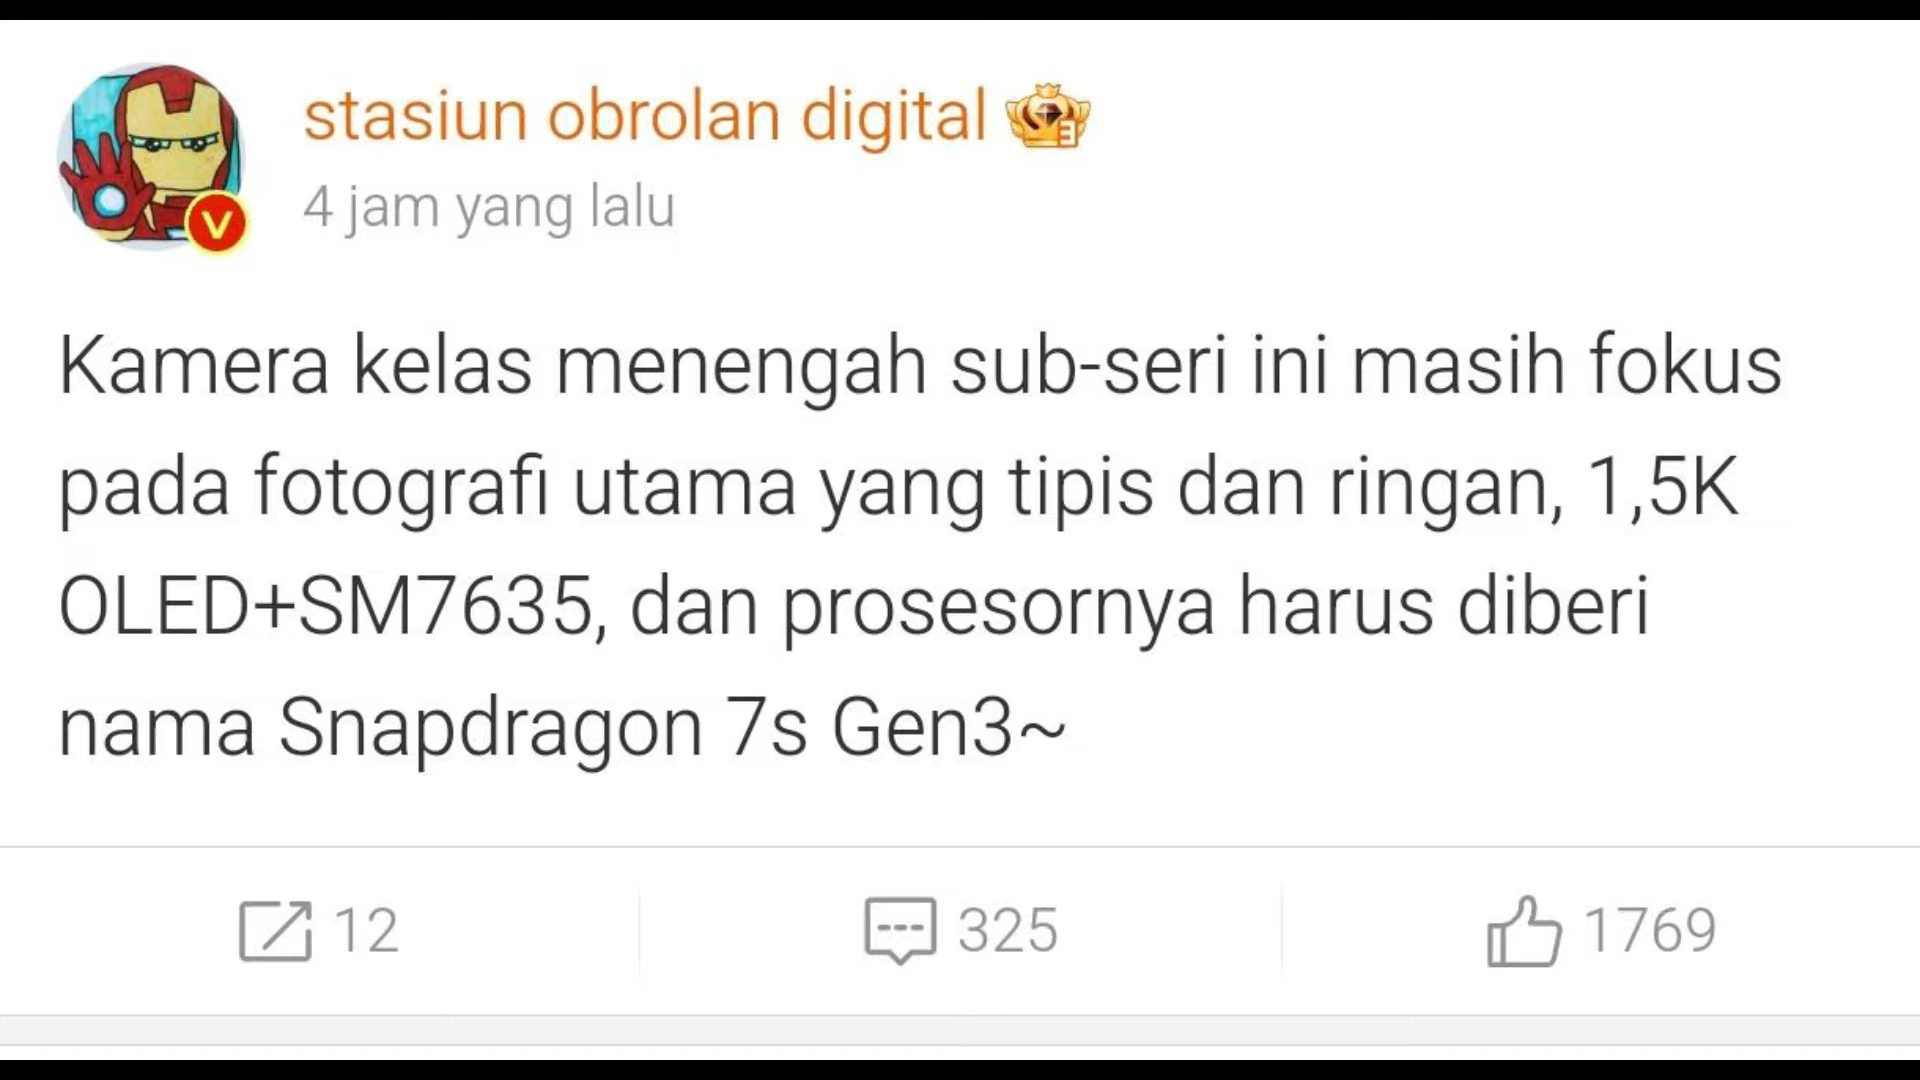 stasiun obrolan digital
4 jam yang lalu
Kamera kelas menengah sub-seri ini masih fokus
pada fotografi utama yang tipis dan ringan, 1,5K
OLED+SM7635, dan prosesornya harus diberi
nama Snapdragon 7s Gen3~
12
325
1769